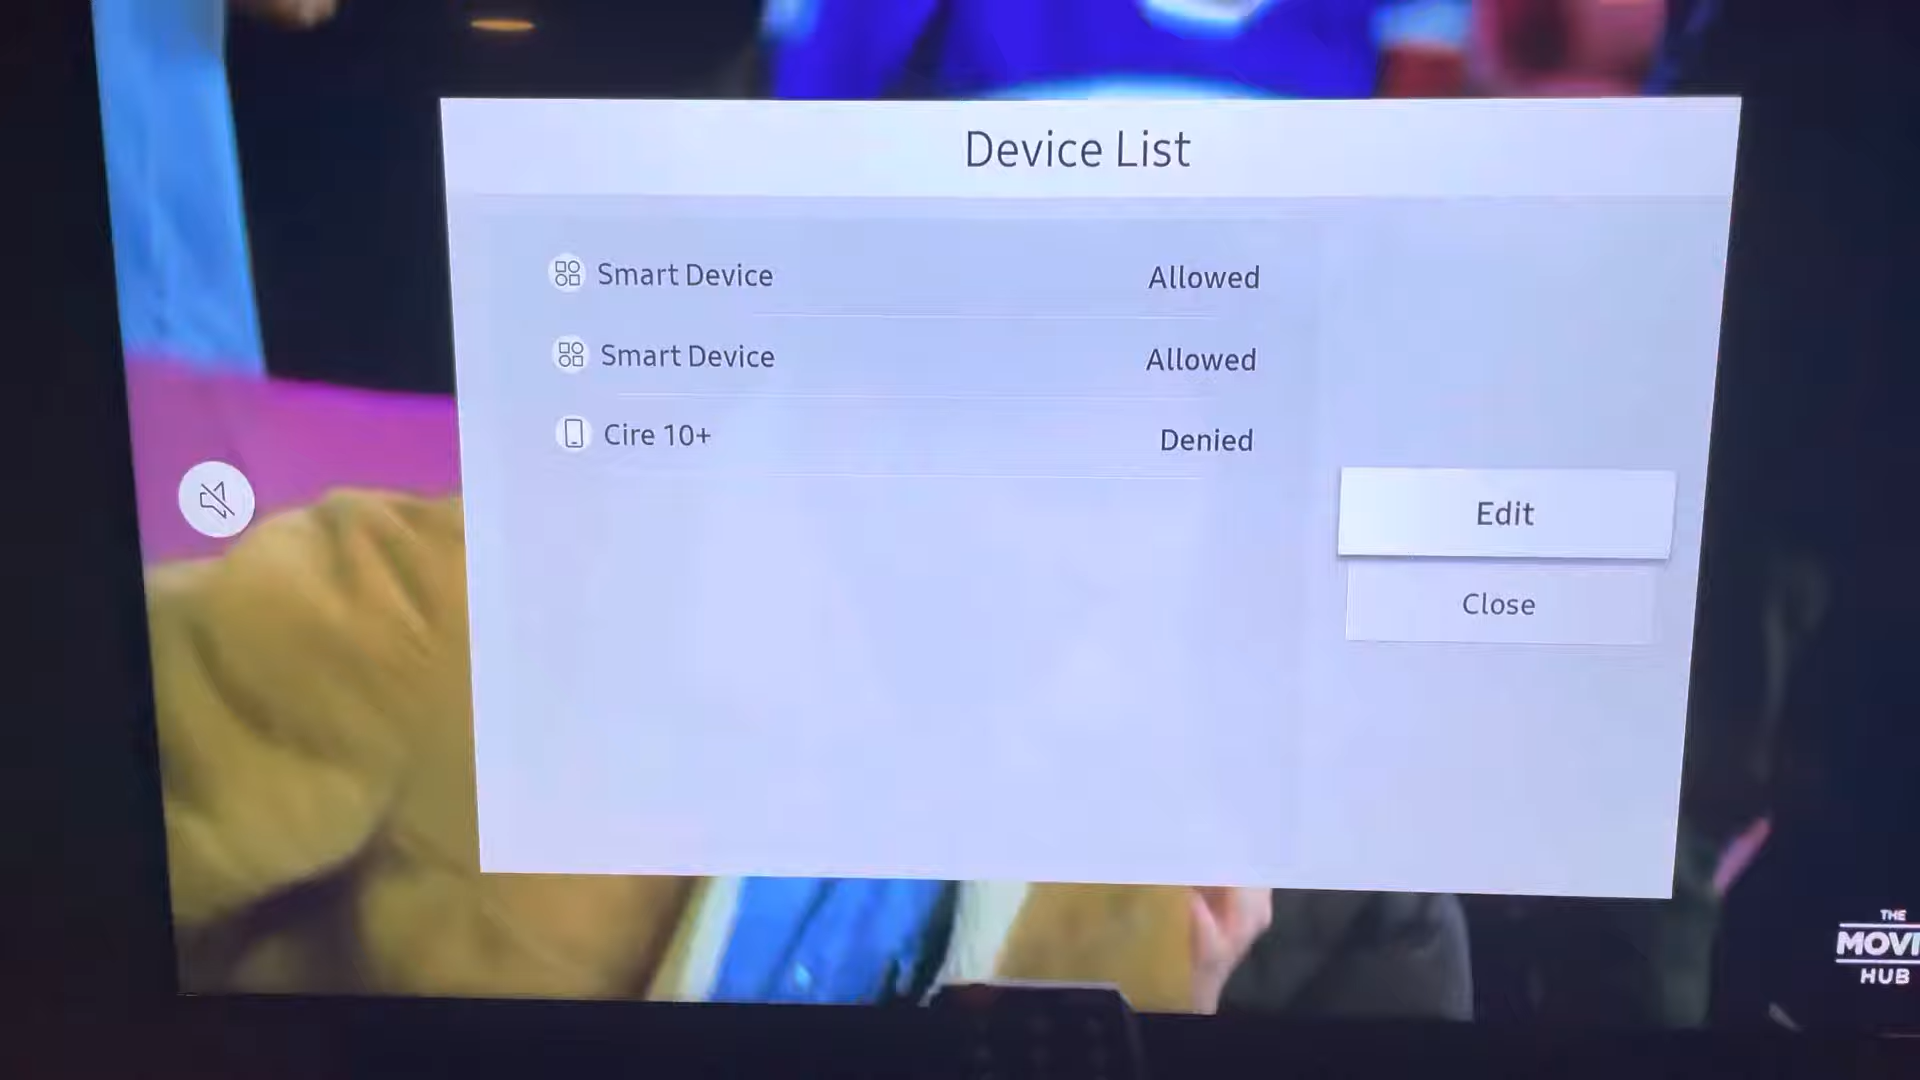 Device List
Smart Device Allowed
Smart Device Allowed
Cire 10+ Denied
Edit
Close
THE
MOVI
HUB